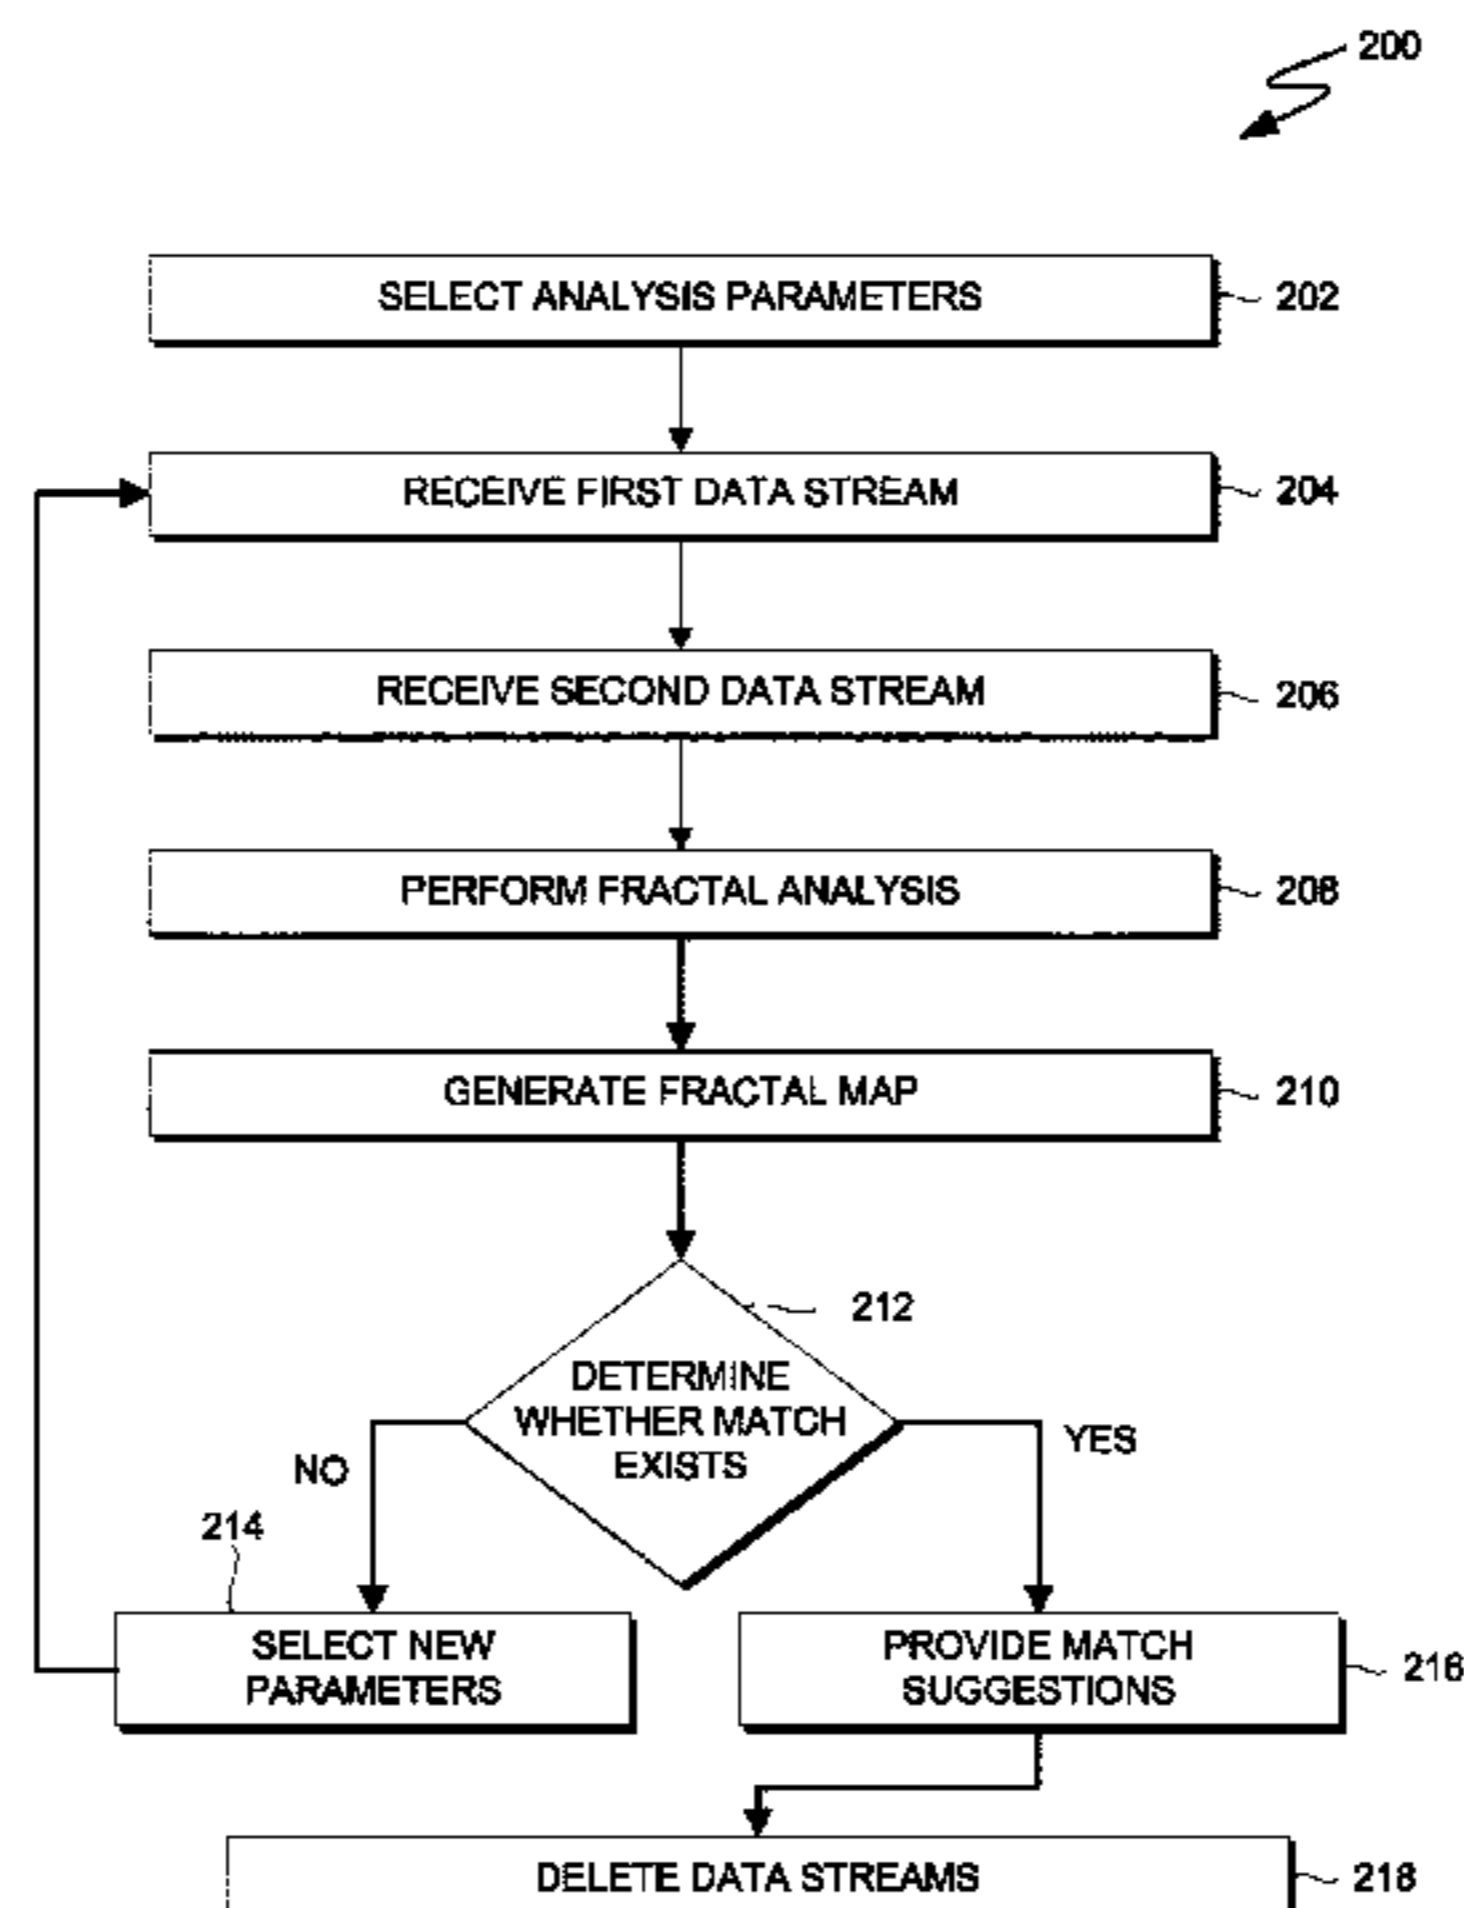 200
SELECT ANALYSIS PARAMETERS
202
RECEIVE FIRST DATA STREAM
204
RECEIVE SECOND DATA STREAM
206
PERFORM FRACTAL ANALYSIS
208
GENERATE FRACTAL MAP
210
212
DETERMINE
WHETHER MATCH
EXISTS
NO
YES
214
SELECT NEW
PARAMETERS
PROVIDE MATCH
SUGGESTIONS
216
DELETE DATA STREAMS
218